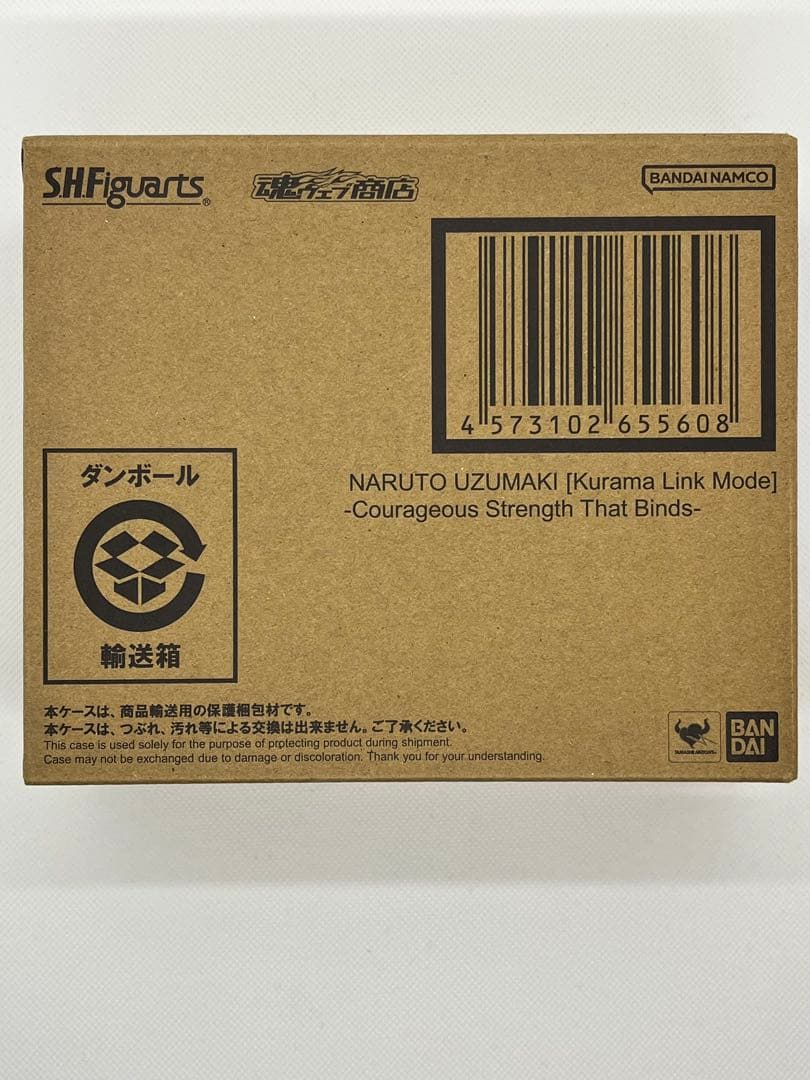 S.H.Figuarts®
魂ウェブ商店
BANDAI NAMCO
4 573102 655608
NARUTO UZUMAKI [Kurama Link Mode]
-Courageous Strength That Binds-
ダンボール
輸送箱
本ケースは、商品輸送用の保護梱包材です。
本ケースは、つぶれ、汚れ等による交換は出来ません。ご了承ください。
This case is used solely for the purpose of prptecting product during shipment.
Case may not be exchanged due to damage or discoloration. Thank you for your understanding.
TAMASHII NATIONS
BAN
DAI